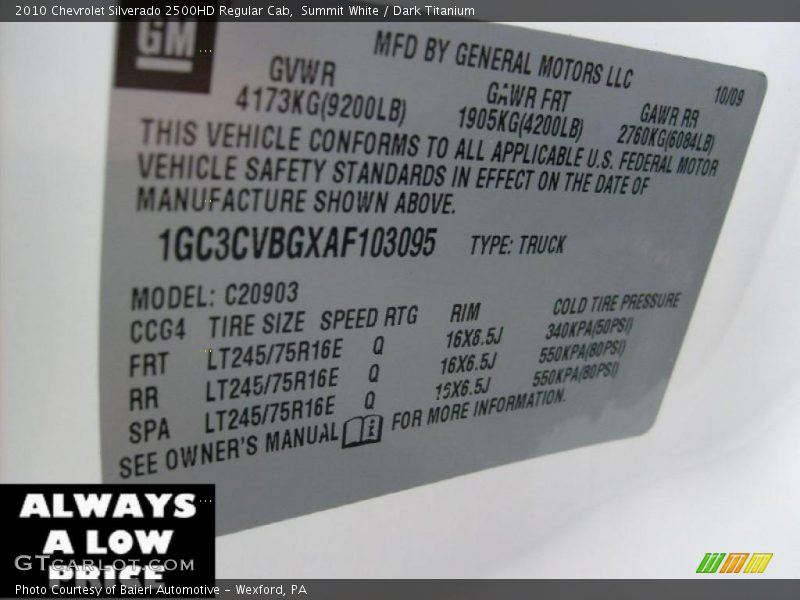 2010 Chevrolet Silverado 2500HD Regular Cab, Summit White / Dark Titanium
GM
MFD BY GENERAL MOTORS LLC
10/09
GVWR
4173KG(9200LB)
GAWR FRT
1905KG(4200LB)
GAWR RR
2760KG(6084LB)
THIS VEHICLE CONFORMS TO ALL APPLICABLE U.S. FEDERAL MOTOR
VEHICLE SAFETY STANDARDS IN EFFECT ON THE DATE OF
MANUFACTURE SHOWN ABOVE.
1GC3CVBGXAF103095 TYPE: TRUCK
MODEL: C20903
CCG4 TIRE SIZE SPEED RTG RIM COLD TIRE PRESSURE
FRT LT245/75R16E Q 16X6.5J 340KPA(50PSI)
RR LT245/75R16E Q 16X6.5J 550KPA(80PSI)
SPA LT245/75R16E Q 16X6.5J 550KPA(80PSI)
SEE OWNER'S MANUAL FOR MORE INFORMATION.
ALWAYS
A LOW
PRICE
GTcarlot.com
Photo Courtesy of Baierl Automotive - Wexford, PA